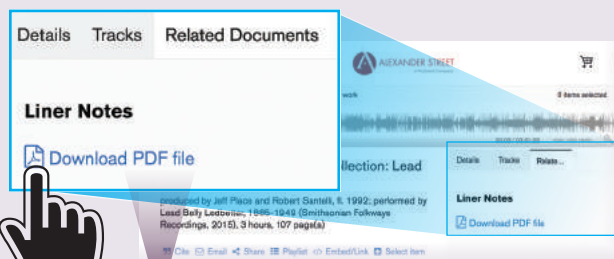 Details Tracks Related Documents
Liner Notes
Download PDF file
ALEXANDER STREET
work
0 items selected
llection: Lead
Details Tracks Relate...
Liner Notes
Download PDF file
produced by Jeff Place and Robert Santelli, fl. 1992; performed by
Lead Belly Ledbetter, 1885-1949 (Smithsonian Folkways
Recordings, 2015), 3 hours, 107 page(s)
Cite Email Share Playlist Embed/Link Select item